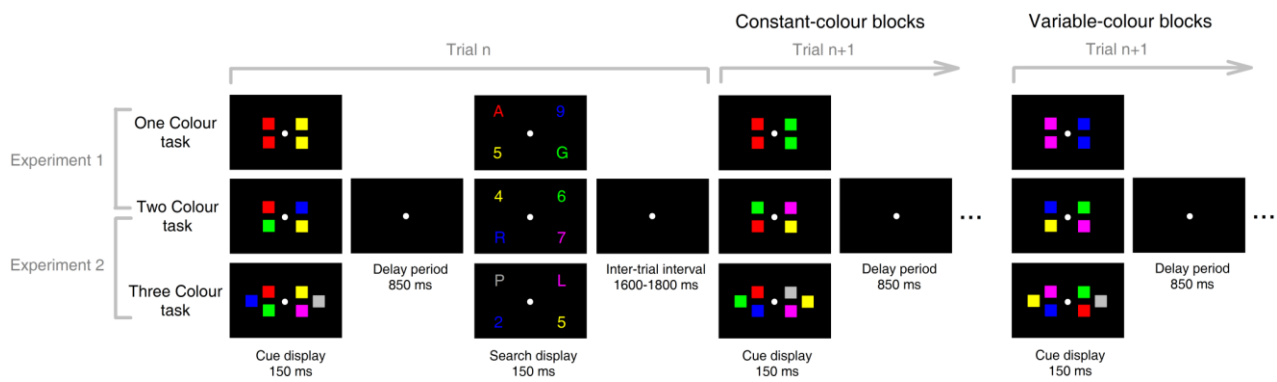 Constant-colour blocks
Variable-colour blocks
Trial n
Trial n+1
Trial n+1
Experiment 1
One Colour
task
A 9
5 G
Two Colour
task
4 6
R 7
...
...
Experiment 2
Delay period
850 ms
Inter-trial interval
1600-1800 ms
Delay period
850 ms
Delay period
850 ms
Three Colour
task
P L
2 5
Cue display
150 ms
Search display
150 ms
Cue display
150 ms
Cue display
150 ms